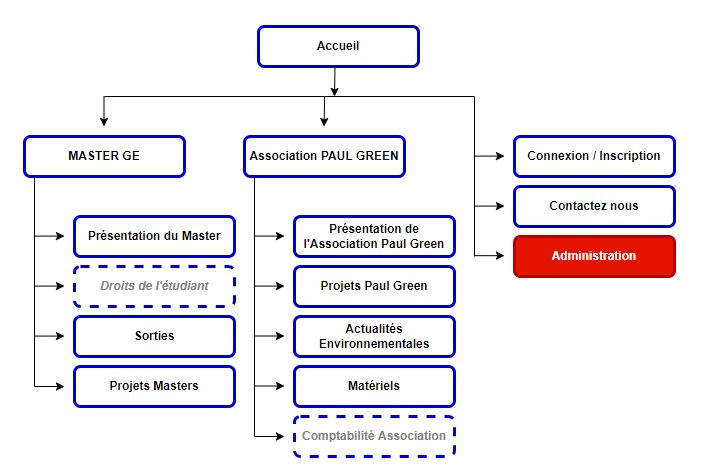 Accueil
MASTER GE
Association PAUL GREEN
Connexion / Inscription
Contactez nous
Administration
Présentation du Master
Droits de l'étudiant
Sorties
Projets Masters
Présentation de
l'Association Paul Green
Projets Paul Green
Actualités
Environnementales
Matériels
Comptabilité Association